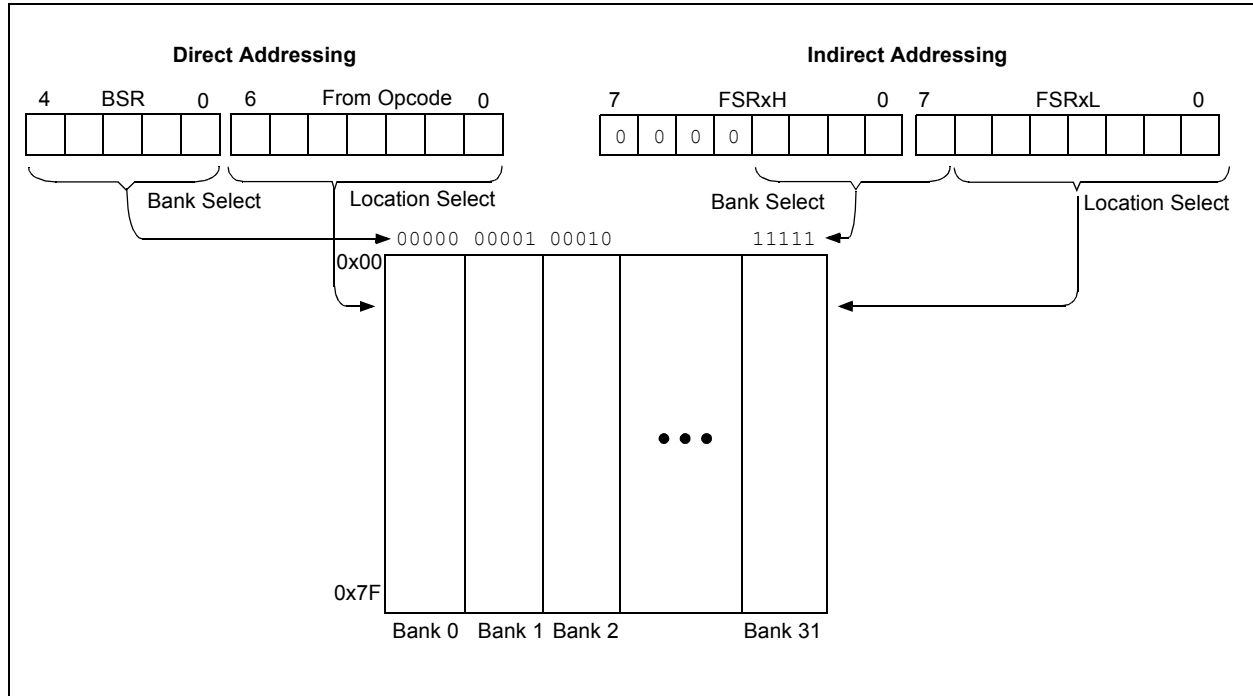 Direct Addressing
Indirect Addressing
4 BSR 0 6 From Opcode 0
7 FSRxH 0 7 FSRxL 0
0 0 0 0
Bank Select Location Select
Bank Select Location Select
00000 00001 00010 11111
0x00
0x7F
Bank 0 Bank 1 Bank 2 Bank 31